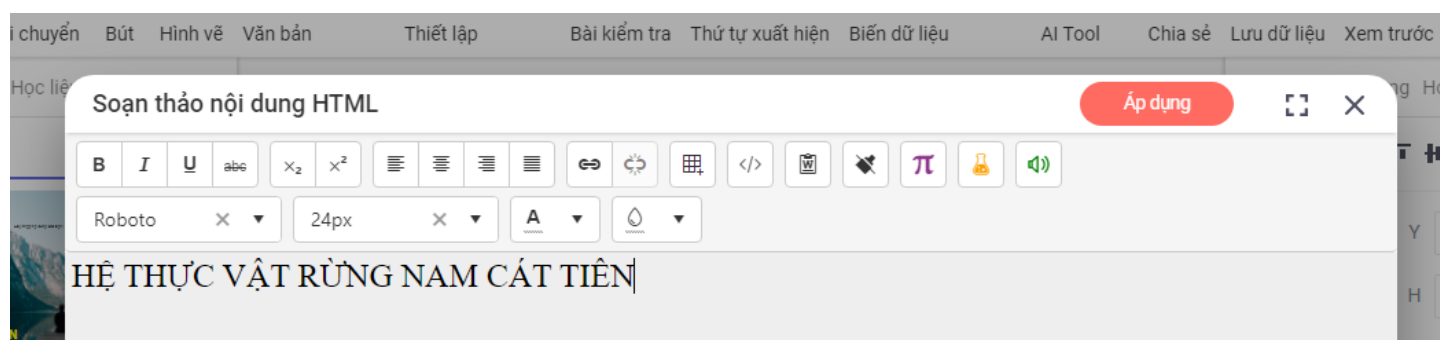 i chuyển Bút Hình vẽ Văn bản Thiết lập Bài kiểm tra Thứ tự xuất hiện Biến dữ liệu AI Tool Chia sẻ Lưu dữ liệu Xem trước
Học liệ
Soạn thảo nội dung HTML Áp dụng
B I U abc x₂ x² </> W π
Roboto 24px A
Y
HỆ THỰC VẬT RỪNG NAM CÁT TIÊN
H